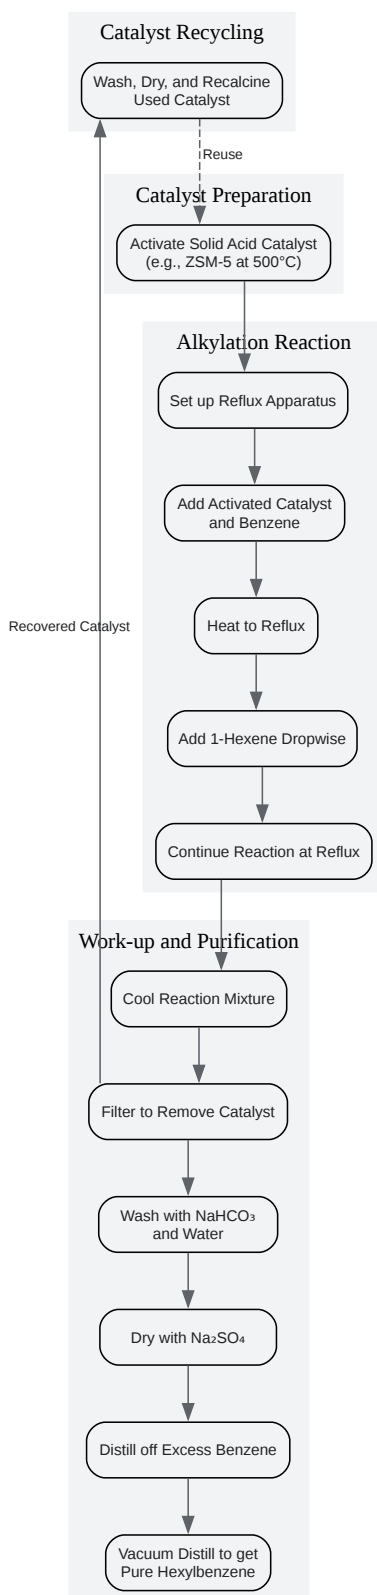 Catalyst Recycling
Wash, Dry, and Recalcine
Used Catalyst
Reuse
Catalyst Preparation
Activate Solid Acid Catalyst
(e.g., ZSM-5 at 500°C)
Alkylation Reaction
Set up Reflux Apparatus
Add Activated Catalyst
and Benzene
Heat to Reflux
Recovered Catalyst
Add 1-Hexene Dropwise
Continue Reaction at Reflux
Work-up and Purification
Cool Reaction Mixture
Filter to Remove Catalyst
Wash with NaHCO₃
and Water
Dry with Na₂SO₄
Distill off Excess Benzene
Vacuum Distill to get
Pure Hexylbenzene